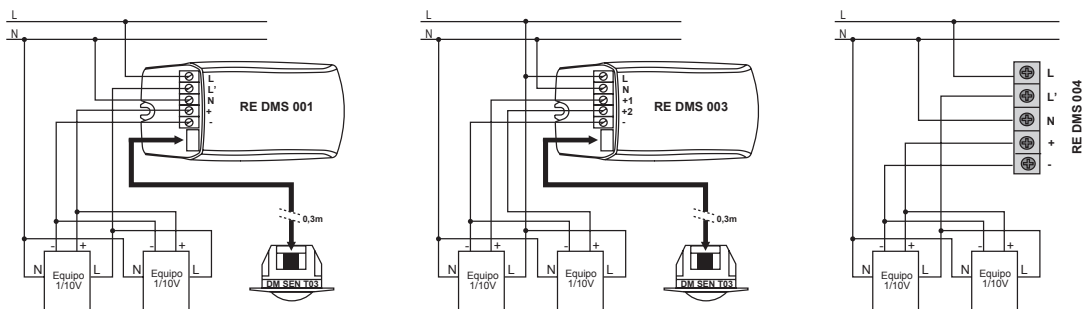 L
N
L
L'
N
+
-
RE DMS 001
0,3m
- +
- +
N
Equipo
1/10V
L
N
Equipo
1/10V
L
DM SEN T03
L
N
L
N
+1
+2
-
RE DMS 003
0,3m
- +
- +
N
Equipo
1/10V
L
N
Equipo
1/10V
L
DM SEN T03
L
N
L
L'
N
+
-
RE DMS 004
- +
- +
N
Equipo
1/10V
L
N
Equipo
1/10V
L